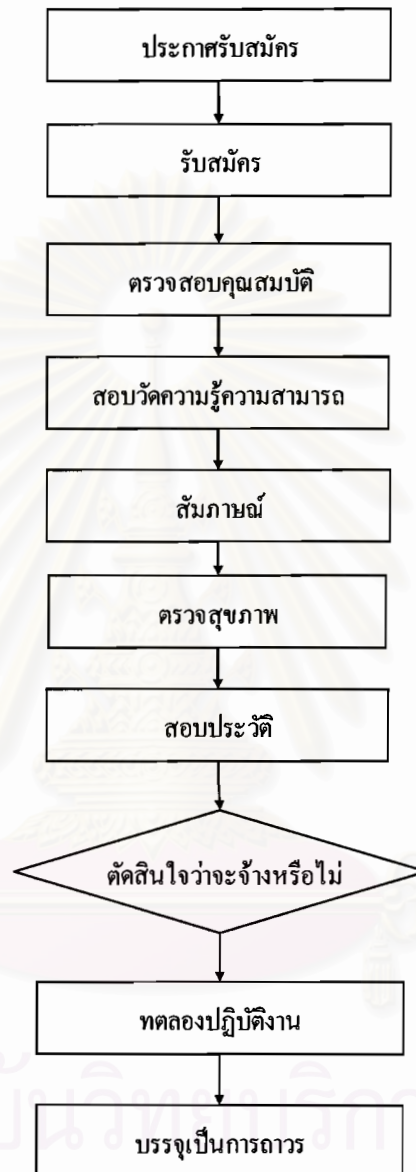 ประกาศรับสมัคร
รับสมัคร
ตรวจสอบคุณสมบัติ
สอบวัดความรู้ความสามารถ
สัมภาษณ์
ตรวจสุขภาพ
สอบประวัติ
ตัดสินใจว่าจะจ้างหรือไม่
ทตลองปฏิบัติงาน
บรรจุเป็นการถาวร